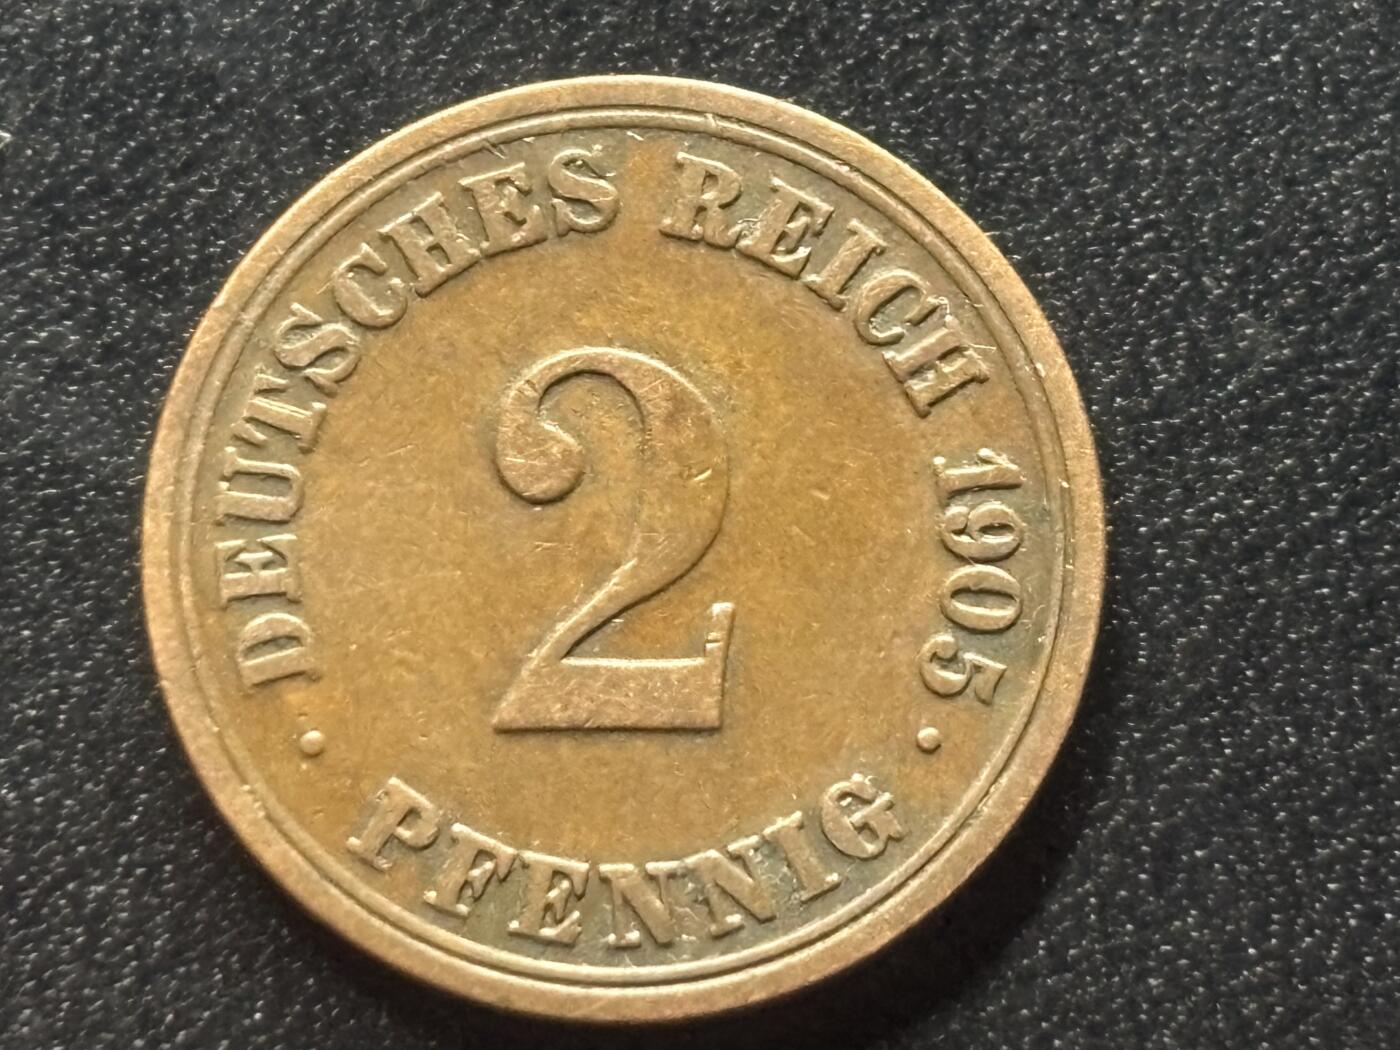 DEUTSCHES REICH 1905
2
PFENNIG